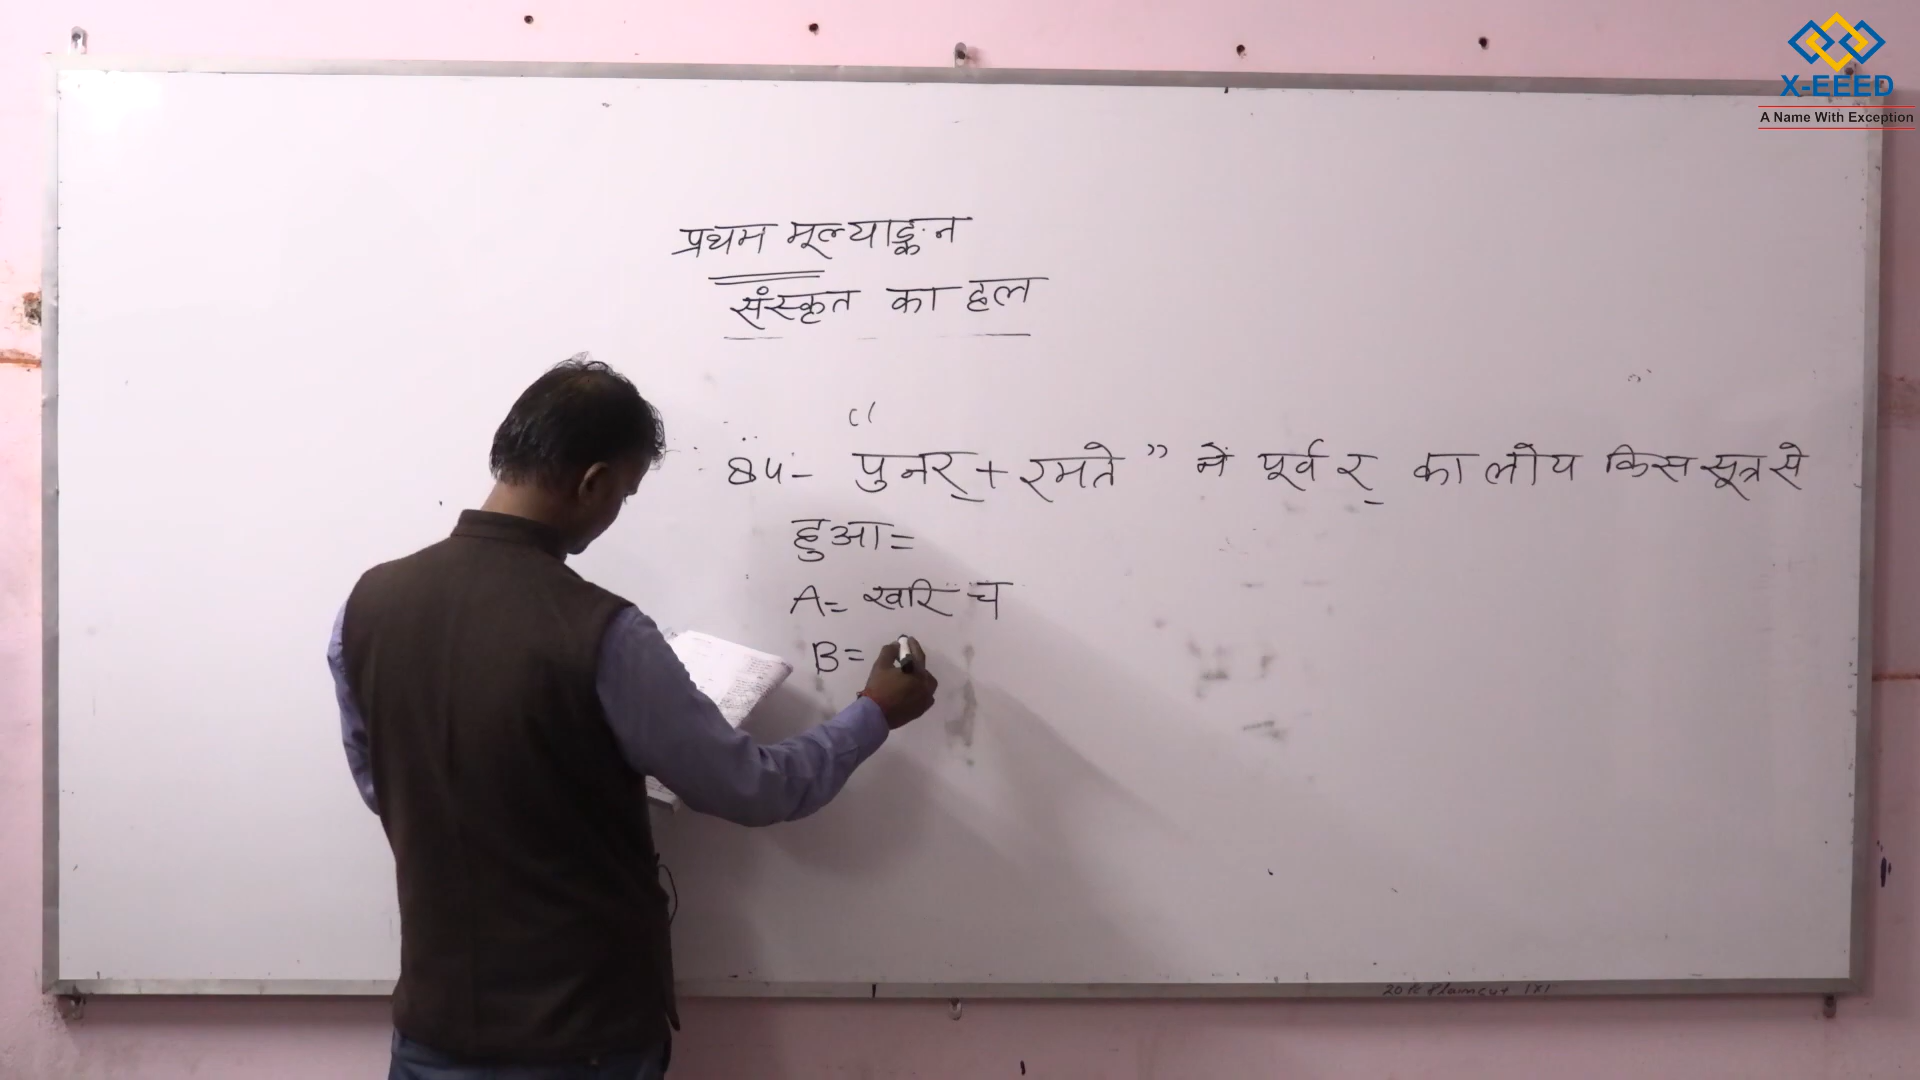 X-EEED
A Name With Exception
प्रथम मूल्याङ्कन
संस्कृत का हल
84- "पुनर् + रमते" में पूर्व र् का लोप किस सूत्र से
हुआ=
A= खरि च
B=